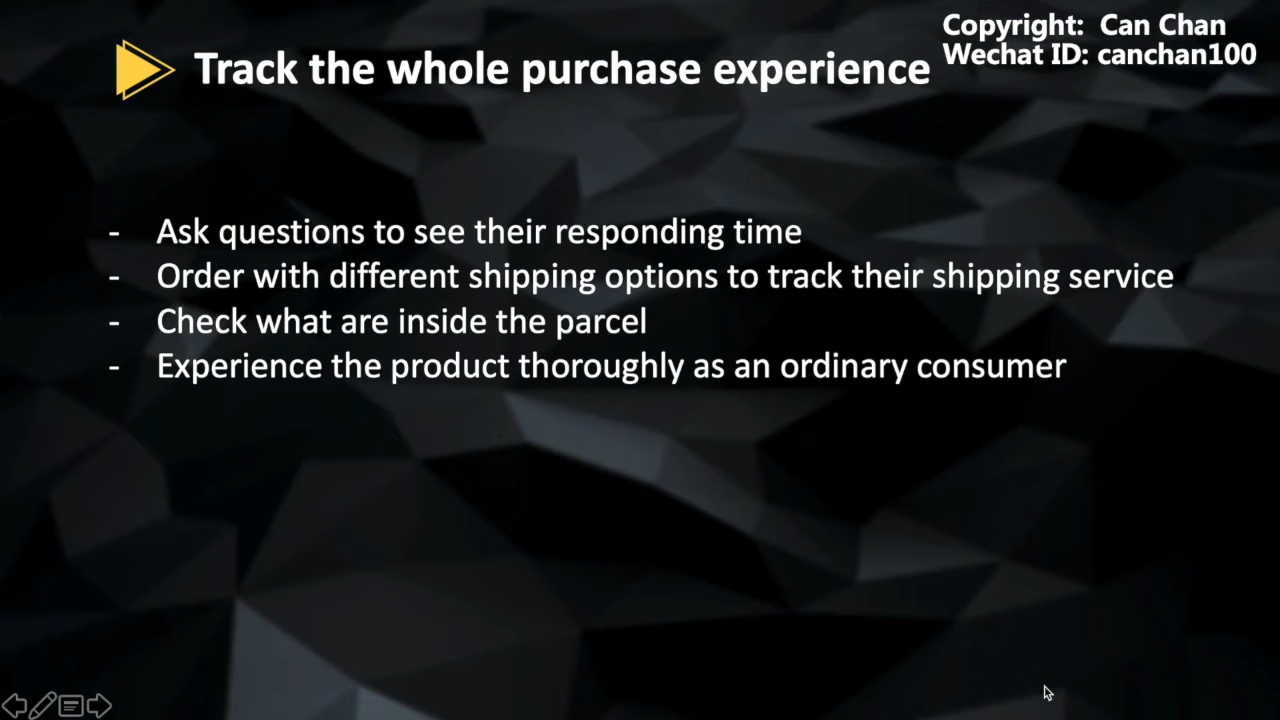 Track the whole purchase experience
Copyright:  Can Chan
Wechat ID: canchan100
- Ask questions to see their responding time
- Order with different shipping options to track their shipping service
- Check what are inside the parcel
- Experience the product thoroughly as an ordinary consumer